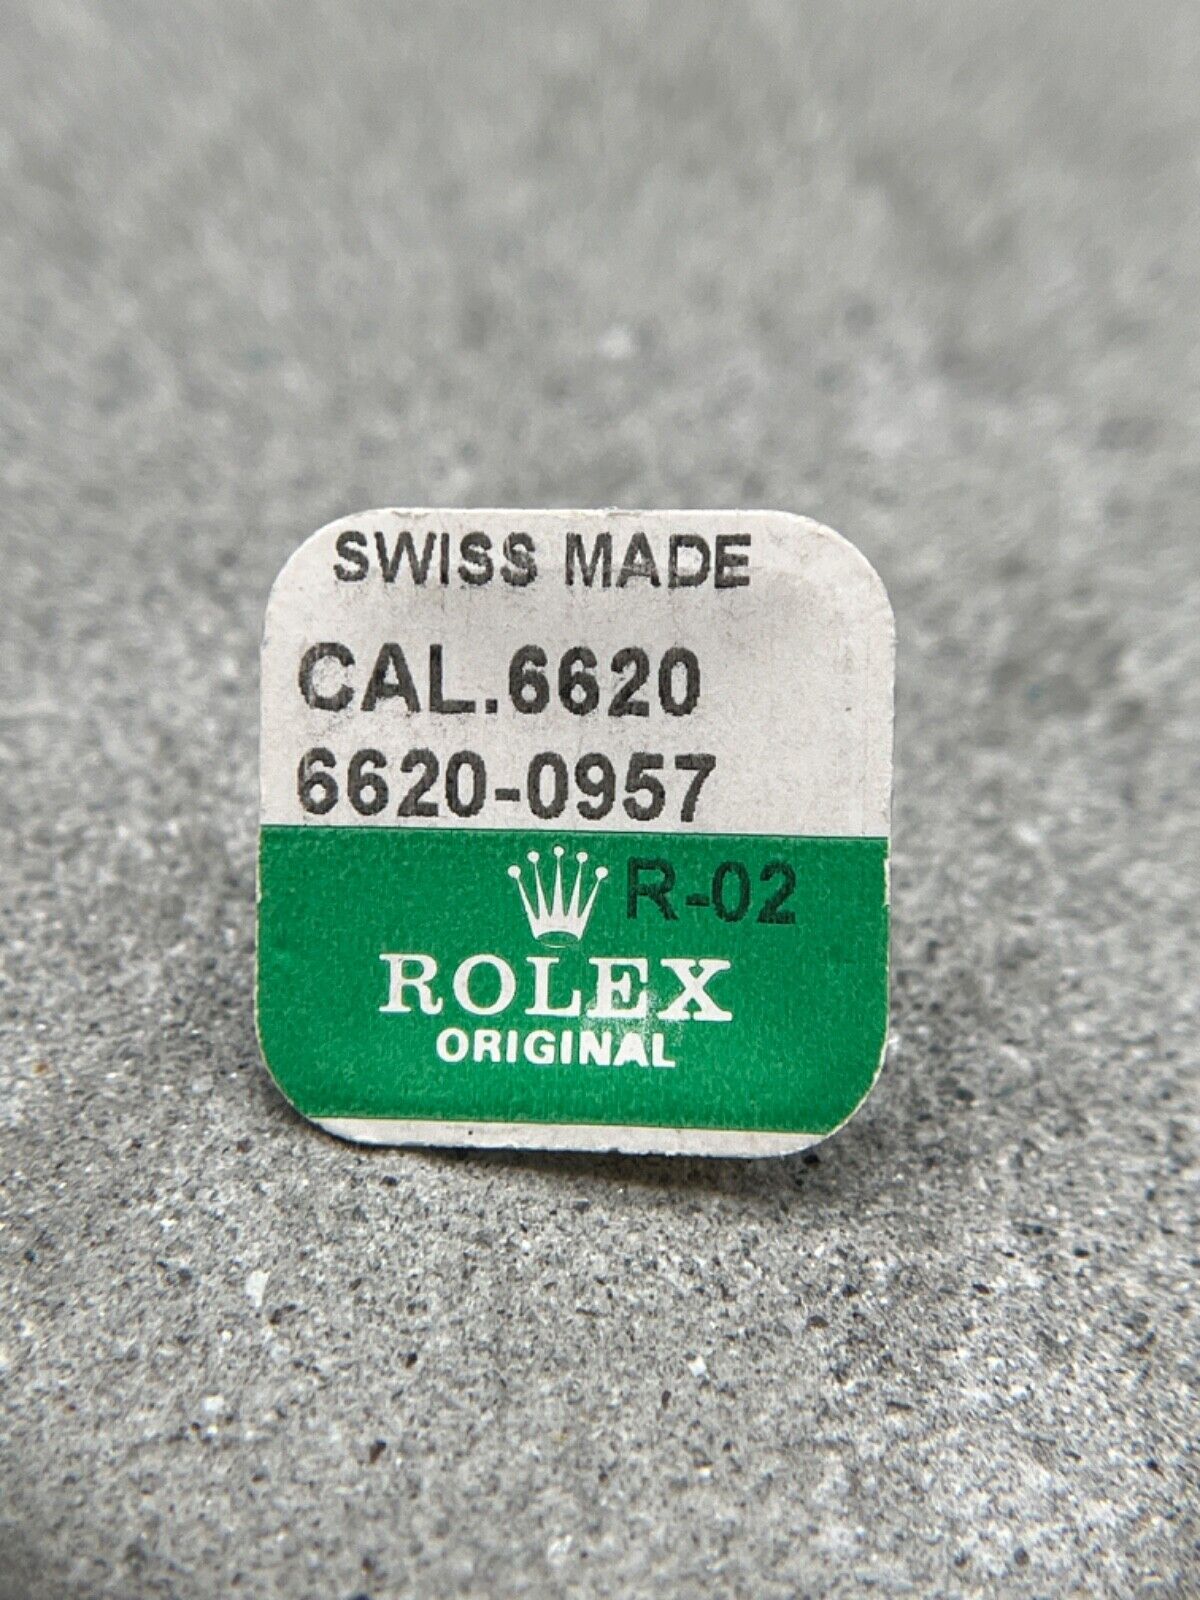 SWISS MADE
CAL.6620
6620-0957
R-02
ROLEX
ORIGINAL